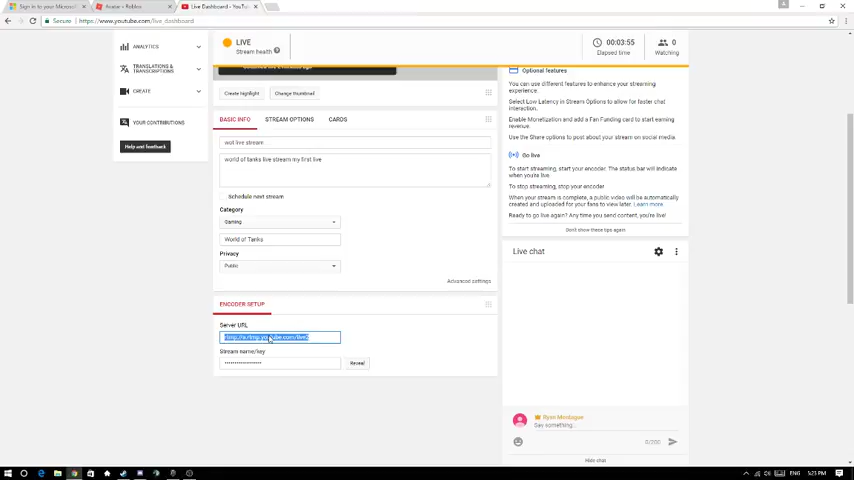 Sign in to your Microsoft
Roblox
Live Dashboard - YouTu
Secure
https://www.youtube.com/live_dashboard
ANALYTICS
TRANSLATIONS & TRANSCRIPTIONS
CREATE
YOUR CONTRIBUTIONS
Help and feedback
LIVE
Stream health
00:03:55
Elapsed time
0
Watching
Create highlight
Change thumbnail
BASIC INFO
STREAM OPTIONS
CARDS
wot live stream
world of tanks live stream my first live
Schedule next stream
Category
Gaming
World of Tanks
Privacy
Public
Advanced settings
ENCODER SETUP
Server URL
rtmp://a.rtmp.youtube.com/live2
Stream name/key
Reveal
Optional features
You can use different features to enhance your streaming
experience.
Select Low Latency in Stream Options to allow for faster chat
interaction.
Enable Monetization and add a Fan Funding card to start earning
revenue.
Use the Share options to post about your stream on social media.
Go live
To start streaming, start your encoder. The status bar will indicate
when you're live
To stop streaming, stop your encoder.
When your stream is complete, a public video will be automatically
created and uploaded for your fans to view later. Learn more.
Ready to go live again? Any time you send content, you're live!
Don't show these tips again
Live chat
Ryan Montague
Say something...
0/200
Hide chat
ENG
5:23 PM